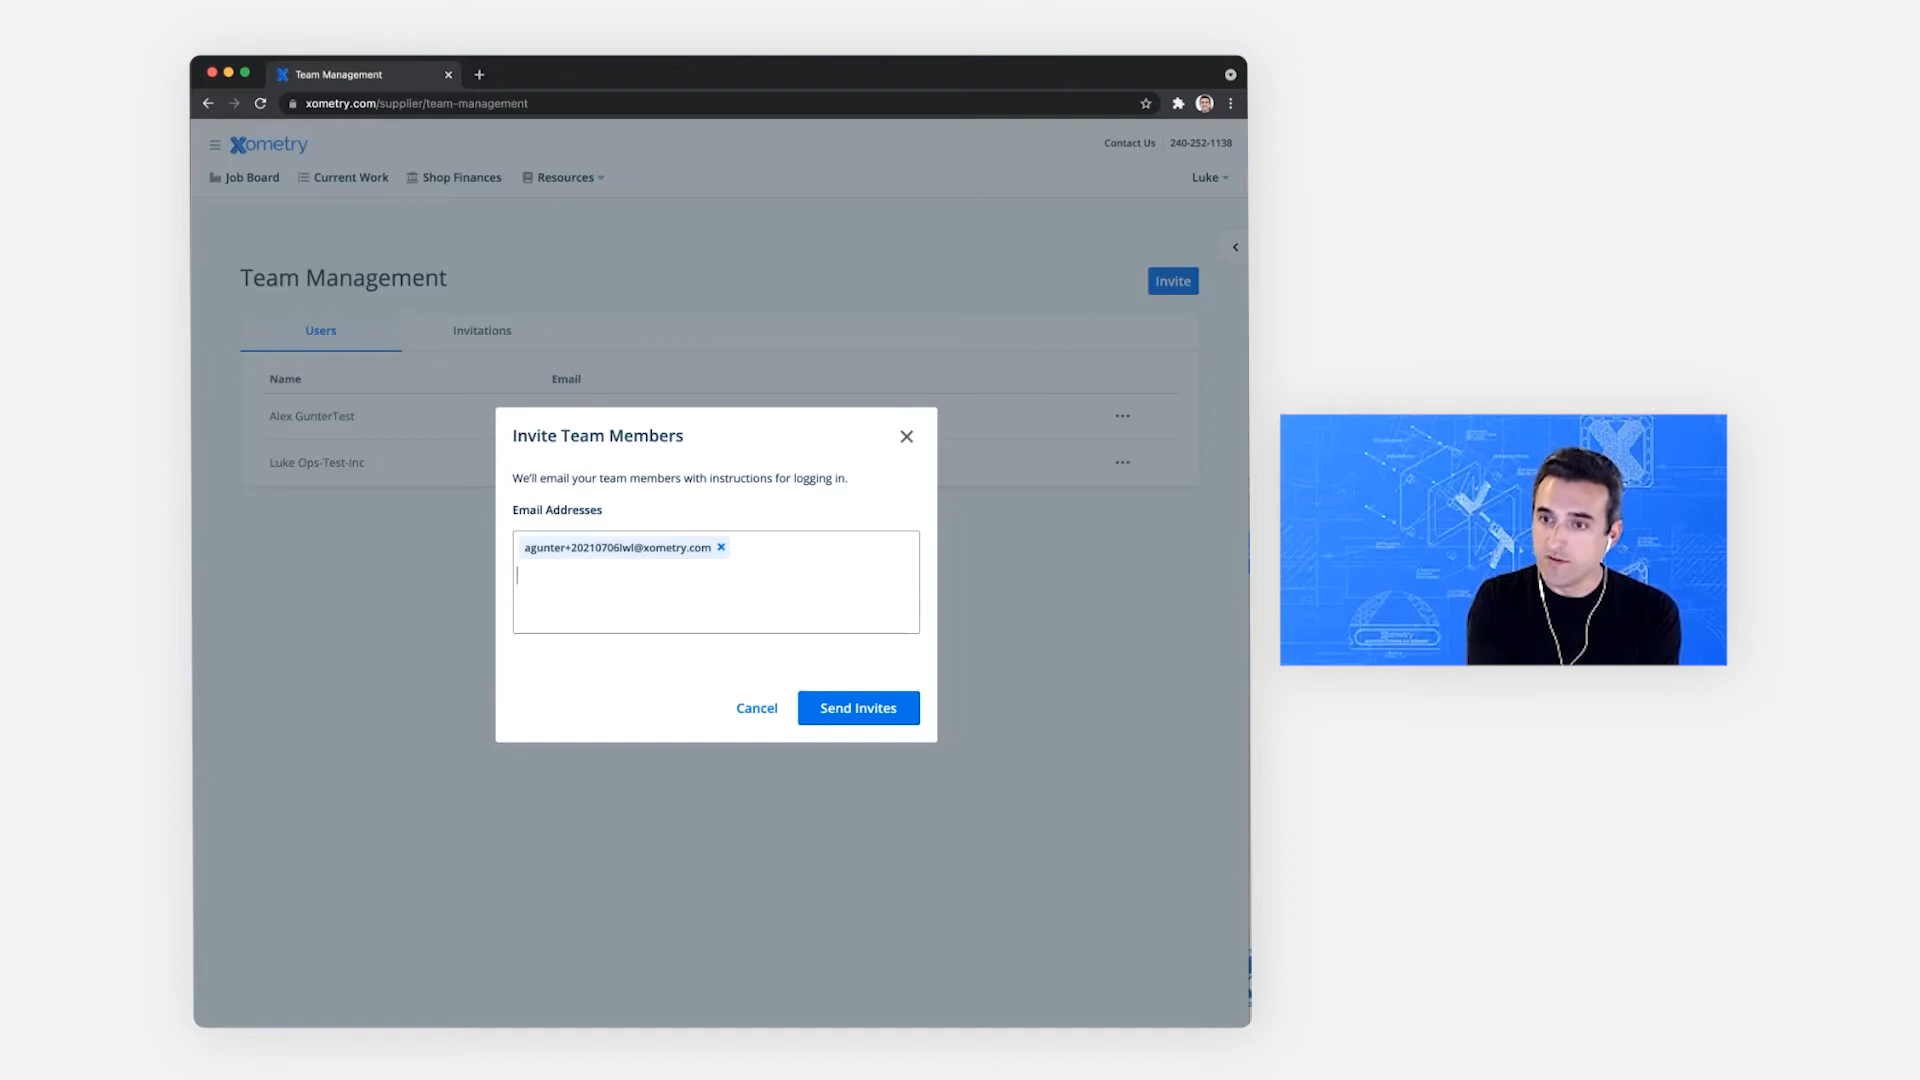 Team Management
xometry.com/supplier/team-management
Xometry
Contact Us
240-252-1138
Job Board
Current Work
Shop Finances
Resources
Luke
Team Management
Invite
Users
Invitations
Name
Email
Alex GunterTest
Luke Ops-Test-Inc
Invite Team Members
We'll email your team members with instructions for logging in.
Email Addresses
agunter+20210706lwl@xometry.com
Cancel
Send Invites